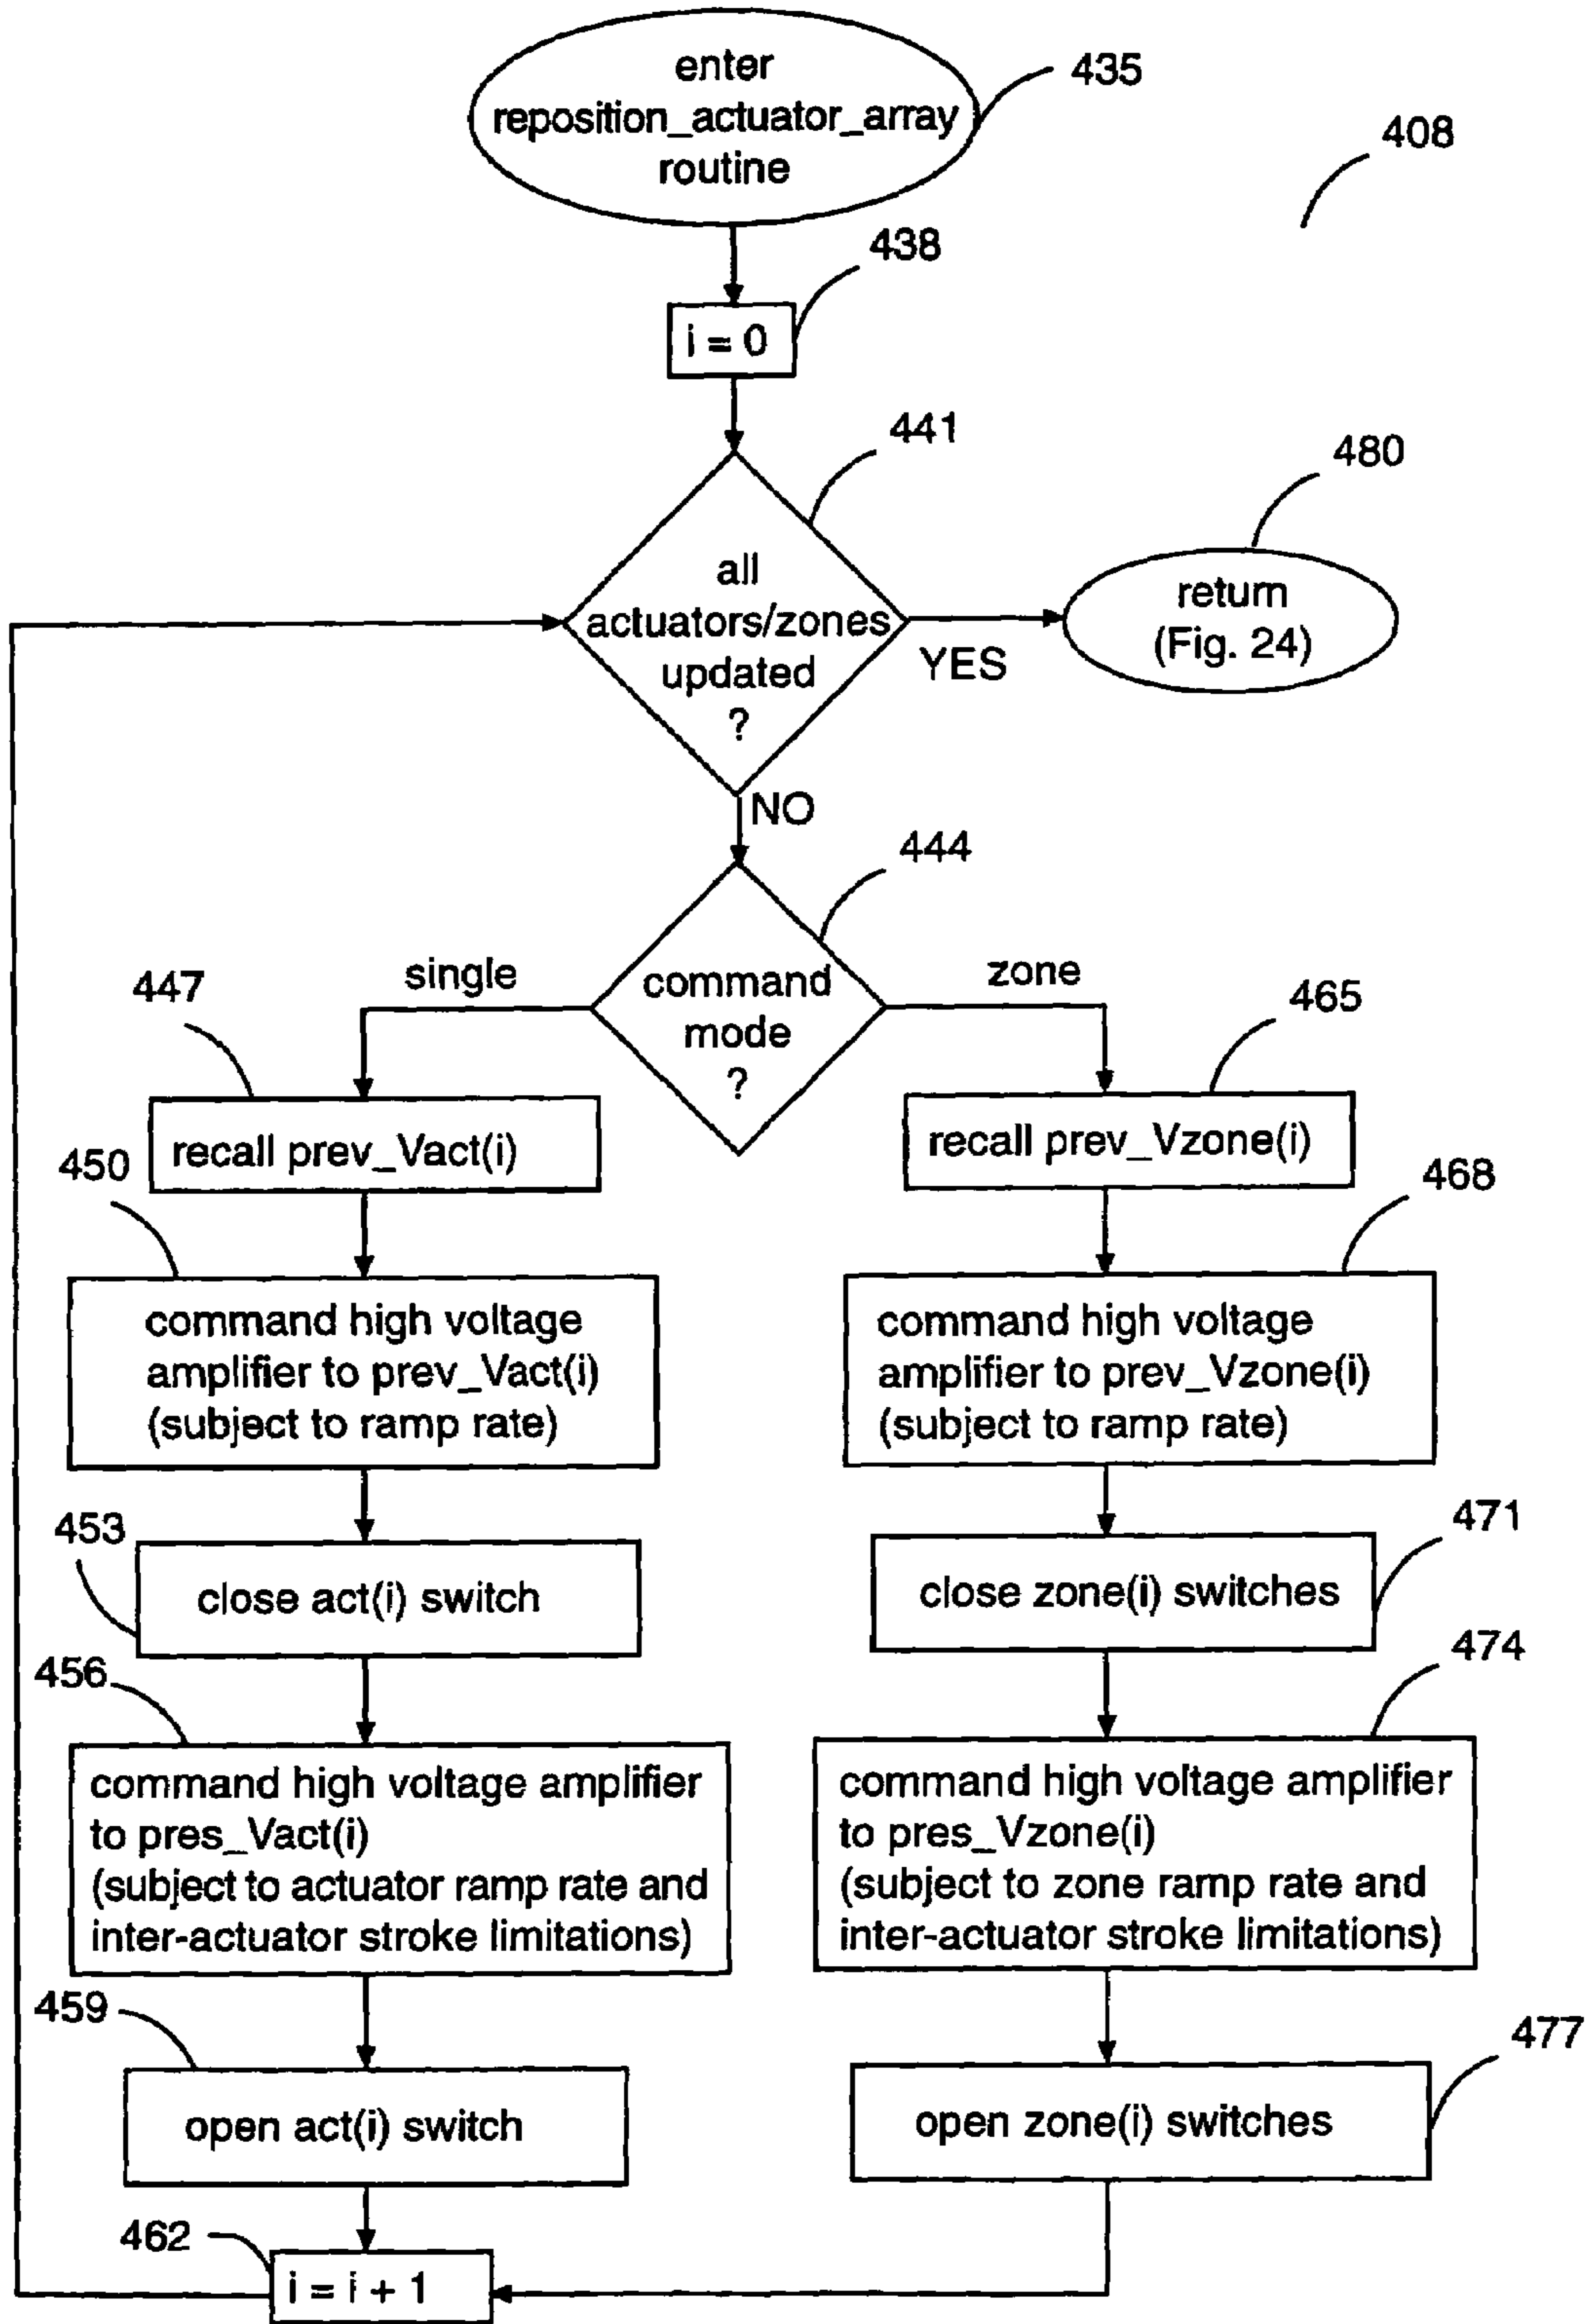 enter
reposition_actuator_array
routine
435
408
438
i = 0
441
480
all
actuators/zones
updated
?
YES
return
(Fig. 24)
NO
444
single
command
mode
?
zone
447
465
recall prev_Vact(i)
recall prev_Vzone(i)
450
468
command high voltage
amplifier to prev_Vact(i)
(subject to ramp rate)
command high voltage
amplifier to prev_Vzone(i)
(subject to ramp rate)
453
471
close act(i) switch
close zone(i) switches
456
474
command high voltage amplifier
to pres_Vact(i)
(subject to actuator ramp rate and
inter-actuator stroke limitations)
command high voltage amplifier
to pres_Vzone(i)
(subject to zone ramp rate and
inter-actuator stroke limitations)
459
477
open act(i) switch
open zone(i) switches
462
i = i + 1